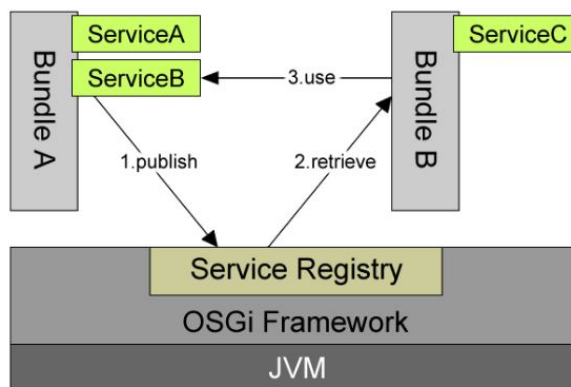 ServiceA
ServiceC
Bundle A
ServiceB
3.use
Bundle B
1.publish
2.retrieve
Service Registry
OSGi Framework
JVM